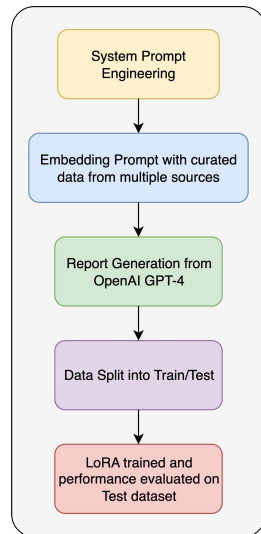 System Prompt
Engineering
Embedding Prompt with curated
data from multiple sources
Report Generation from
OpenAI GPT-4
Data Split into Train/Test
LoRA trained and
performance evaluated on
Test dataset